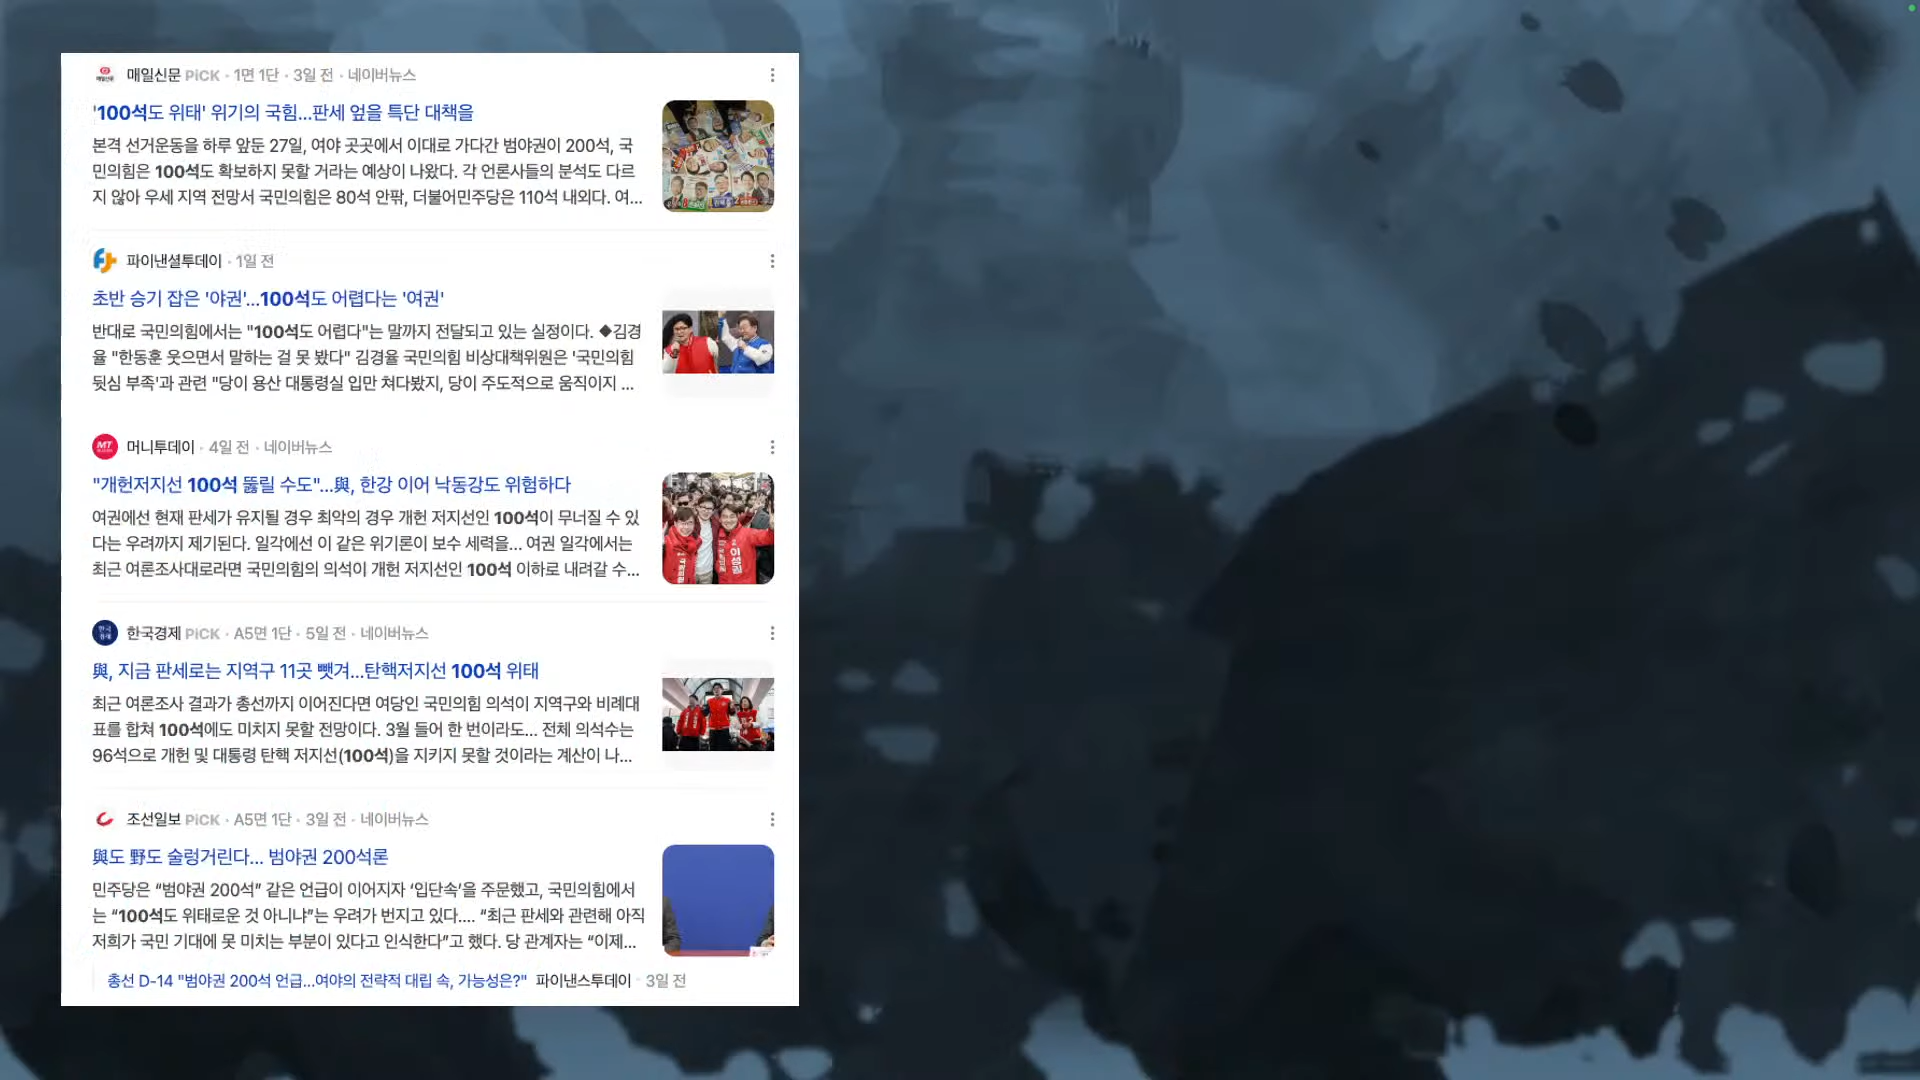 매일신문 PiCK · 1면 1단 · 3일 전 · 네이버뉴스
'100석도 위태' 위기의 국힘...판세 엎을 특단 대책을
본격 선거운동을 하루 앞둔 27일, 여야 곳곳에서 이대로 가다간 범야권이 200석, 국
민의힘은 100석도 확보하지 못할 거라는 예상이 나왔다. 각 언론사들의 분석도 다르
지 않아 우세 지역 전망서 국민의힘은 80석 안팎, 더불어민주당은 110석 내외다. 여...
파이낸셜투데이 · 1일 전
초반 승기 잡은 '야권'...100석도 어렵다는 '여권'
반대로 국민의힘에서는 "100석도 어렵다"는 말까지 전달되고 있는 실정이다. ◆김경
율 "한동훈 웃으면서 말하는 걸 못 봤다" 김경율 국민의힘 비상대책위원은 '국민의힘
뒷심 부족'과 관련 "당이 용산 대통령실 입만 쳐다봤지, 당이 주도적으로 움직이지 ...
MT 머니투데이 · 4일 전 · 네이버뉴스
"개헌저지선 100석 뚫릴 수도"...與, 한강 이어 낙동강도 위험하다
여권에선 현재 판세가 유지될 경우 최악의 경우 개헌 저지선인 100석이 무너질 수 있
다는 우려까지 제기된다. 일각에선 이 같은 위기론이 보수 세력을... 여권 일각에서는
최근 여론조사대로라면 국민의힘의 의석이 개헌 저지선인 100석 이하로 내려갈 수...
이성권
한국경제 PiCK · A5면 1단 · 5일 전 · 네이버뉴스
與, 지금 판세로는 지역구 11곳 뺏겨...탄핵저지선 100석 위태
최근 여론조사 결과가 총선까지 이어진다면 여당인 국민의힘 의석이 지역구와 비례대
표를 합쳐 100석에도 미치지 못할 전망이다. 3월 들어 한 번이라도... 전체 의석수는
96석으로 개헌 및 대통령 탄핵 저지선(100석)을 지키지 못할 것이라는 계산이 나...
조선일보 PiCK · A5면 1단 · 3일 전 · 네이버뉴스
與도 野도 술렁거린다... 범야권 200석론
민주당은 “범야권 200석” 같은 언급이 이어지자 ‘입단속’을 주문했고, 국민의힘에서
는 “100석도 위태로운 것 아니냐”는 우려가 번지고 있다.... “최근 판세와 관련해 아직
저희가 국민 기대에 못 미치는 부분이 있다고 인식한다”고 했다. 당 관계자는 “이제...
총선 D-14 "범야권 200석 언급...여야의 전략적 대립 속, 가능성은?" 파이낸스투데이 · 3일 전